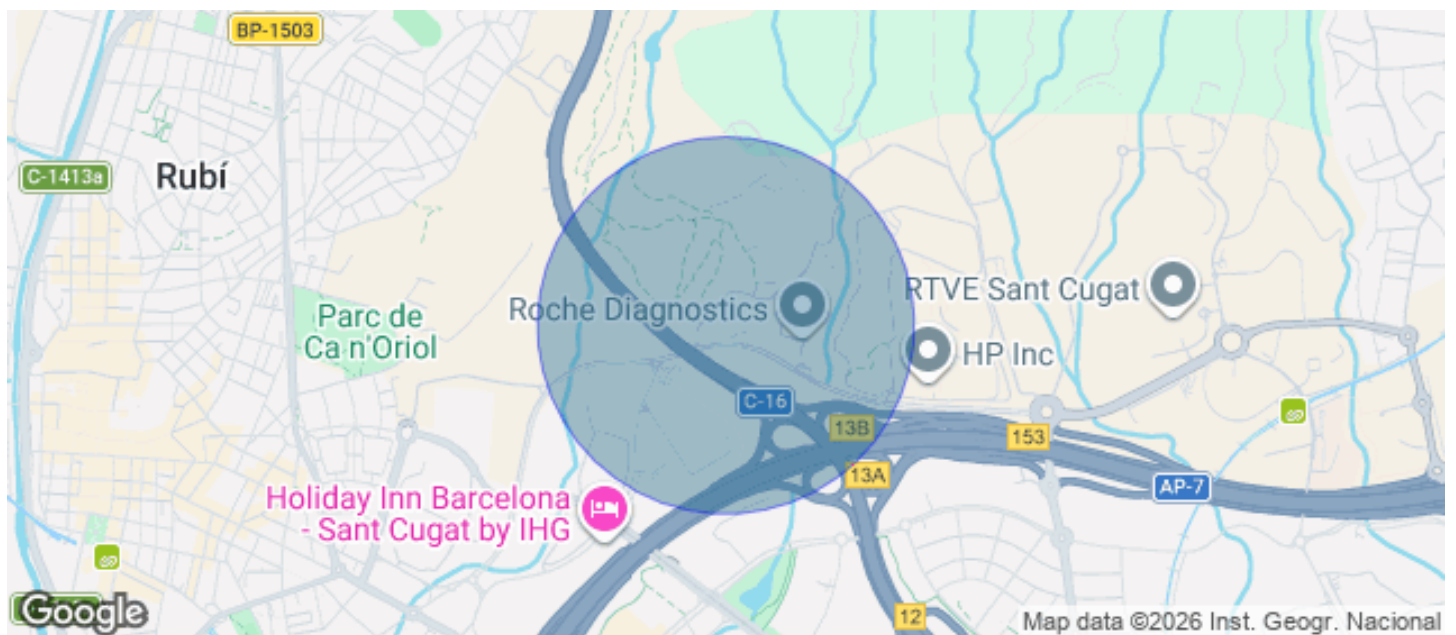 BP-1503
C-1413a
Rubí
Parc de
Ca n'Oriol
Roche Diagnostics
RTVE Sant Cugat
HP Inc
C-16
13B
153
13A
AP-7
Holiday Inn Barcelona
- Sant Cugat by IHG
12
Google
Map data ©2026 Inst. Geogr. Nacional